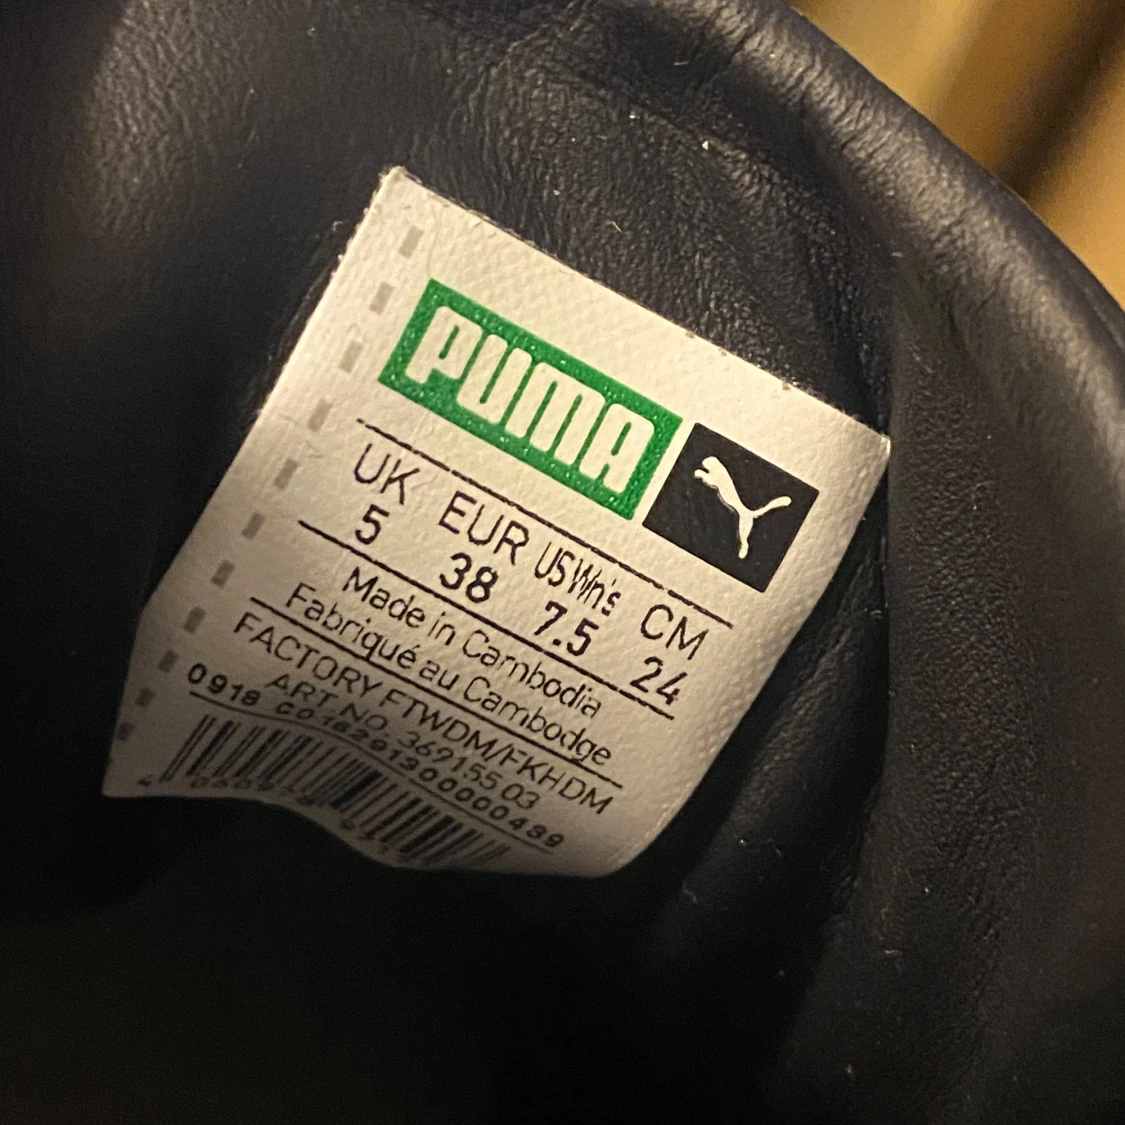 PUMA
UK EUR US Wn's CM
5 38 7.5 24
Made in Cambodia
Fabriqué au Cambodge
FACTORY FTWDM/FKHDM
ART NO. 369155 03
0918 CO182913000000489